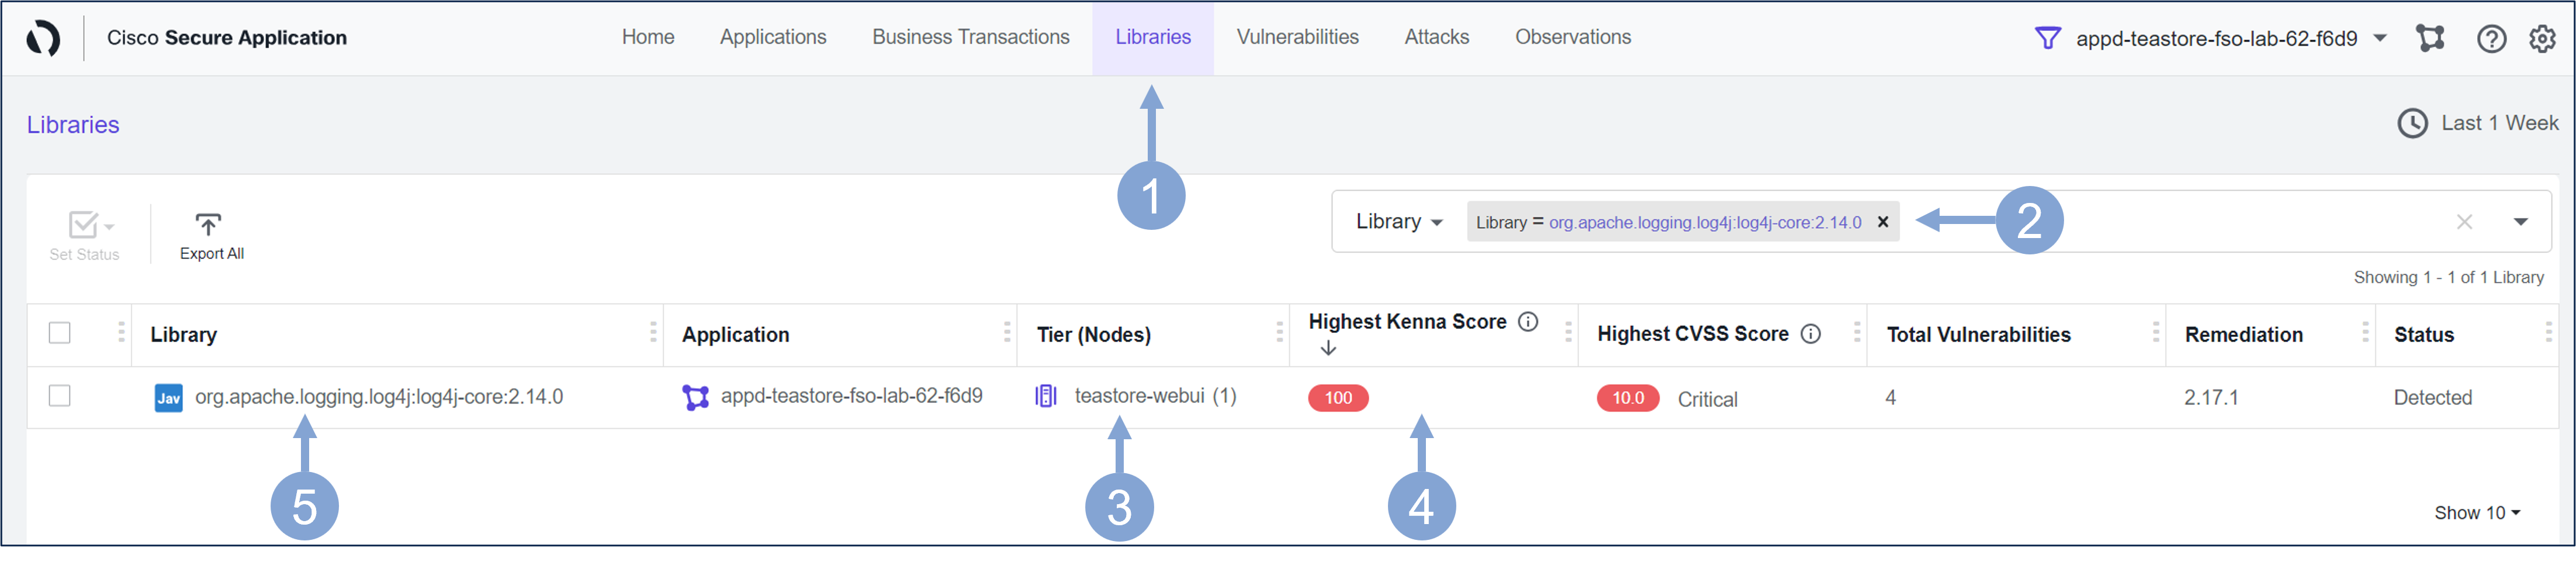 Cisco Secure Application
Home Applications Business Transactions Libraries Vulnerabilities Attacks Observations
appd-teastore-fso-lab-62-f6d9
Libraries
Last 1 Week
1
Set Status
Export All
Library
Library = org.apache.logging.log4j:log4j-core:2.14.0
2
Showing 1 - 1 of 1 Library
Library Application Tier (Nodes) Highest Kenna Score Highest CVSS Score Total Vulnerabilities Remediation Status
Jav org.apache.logging.log4j:log4j-core:2.14.0 appd-teastore-fso-lab-62-f6d9 teastore-webui (1) 100 10.0 Critical 4 2.17.1 Detected
5 3 4
Show 10